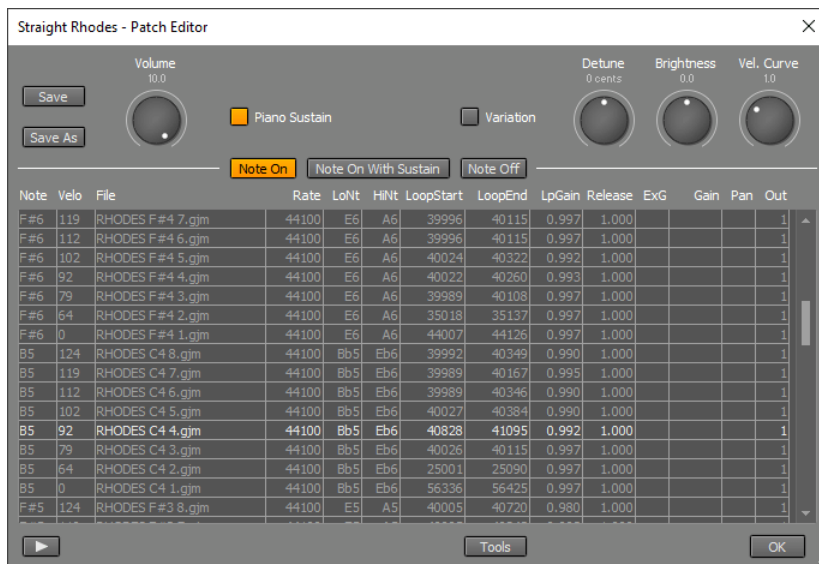 Straight Rhodes - Patch Editor
Volume
10.0
Detune
0 cents
Brightness
0.0
Vel. Curve
1.0
Save
Save As
Piano Sustain
Variation
Note On
Note On With Sustain
Note Off
Note Velo File Rate LoNt HiNt LoopStart LoopEnd LpGain Release ExG Gain Pan Out
F#6 119 RHODES F#4 7.gjm 44100 E6 A6 39996 40115 0.997 1.000 1
F#6 112 RHODES F#4 6.gjm 44100 E6 A6 39996 40115 0.997 1.000 1
F#6 102 RHODES F#4 5.gjm 44100 E6 A6 40024 40322 0.992 1.000 1
F#6 92 RHODES F#4 4.gjm 44100 E6 A6 40022 40260 0.993 1.000 1
F#6 79 RHODES F#4 3.gjm 44100 E6 A6 39989 40108 0.997 1.000 1
F#6 64 RHODES F#4 2.gjm 44100 E6 A6 35018 35137 0.997 1.000 1
F#6 0 RHODES F#4 1.gjm 44100 E6 A6 44007 44126 0.997 1.000 1
B5 124 RHODES C4 8.gjm 44100 Bb5 Eb6 39992 40349 0.990 1.000 1
B5 119 RHODES C4 7.gjm 44100 Bb5 Eb6 39989 40167 0.995 1.000 1
B5 112 RHODES C4 6.gjm 44100 Bb5 Eb6 39989 40346 0.990 1.000 1
B5 102 RHODES C4 5.gjm 44100 Bb5 Eb6 40027 40384 0.990 1.000 1
B5 92 RHODES C4 4.gjm 44100 Bb5 Eb6 40828 41095 0.992 1.000 1
B5 79 RHODES C4 3.gjm 44100 Bb5 Eb6 40026 40115 0.997 1.000 1
B5 64 RHODES C4 2.gjm 44100 Bb5 Eb6 25001 25090 0.997 1.000 1
B5 0 RHODES C4 1.gjm 44100 Bb5 Eb6 56336 56425 0.997 1.000 1
F#5 124 RHODES F#3 8.gjm 44100 E5 A5 40005 40720 0.980 1.000 1
Tools
OK